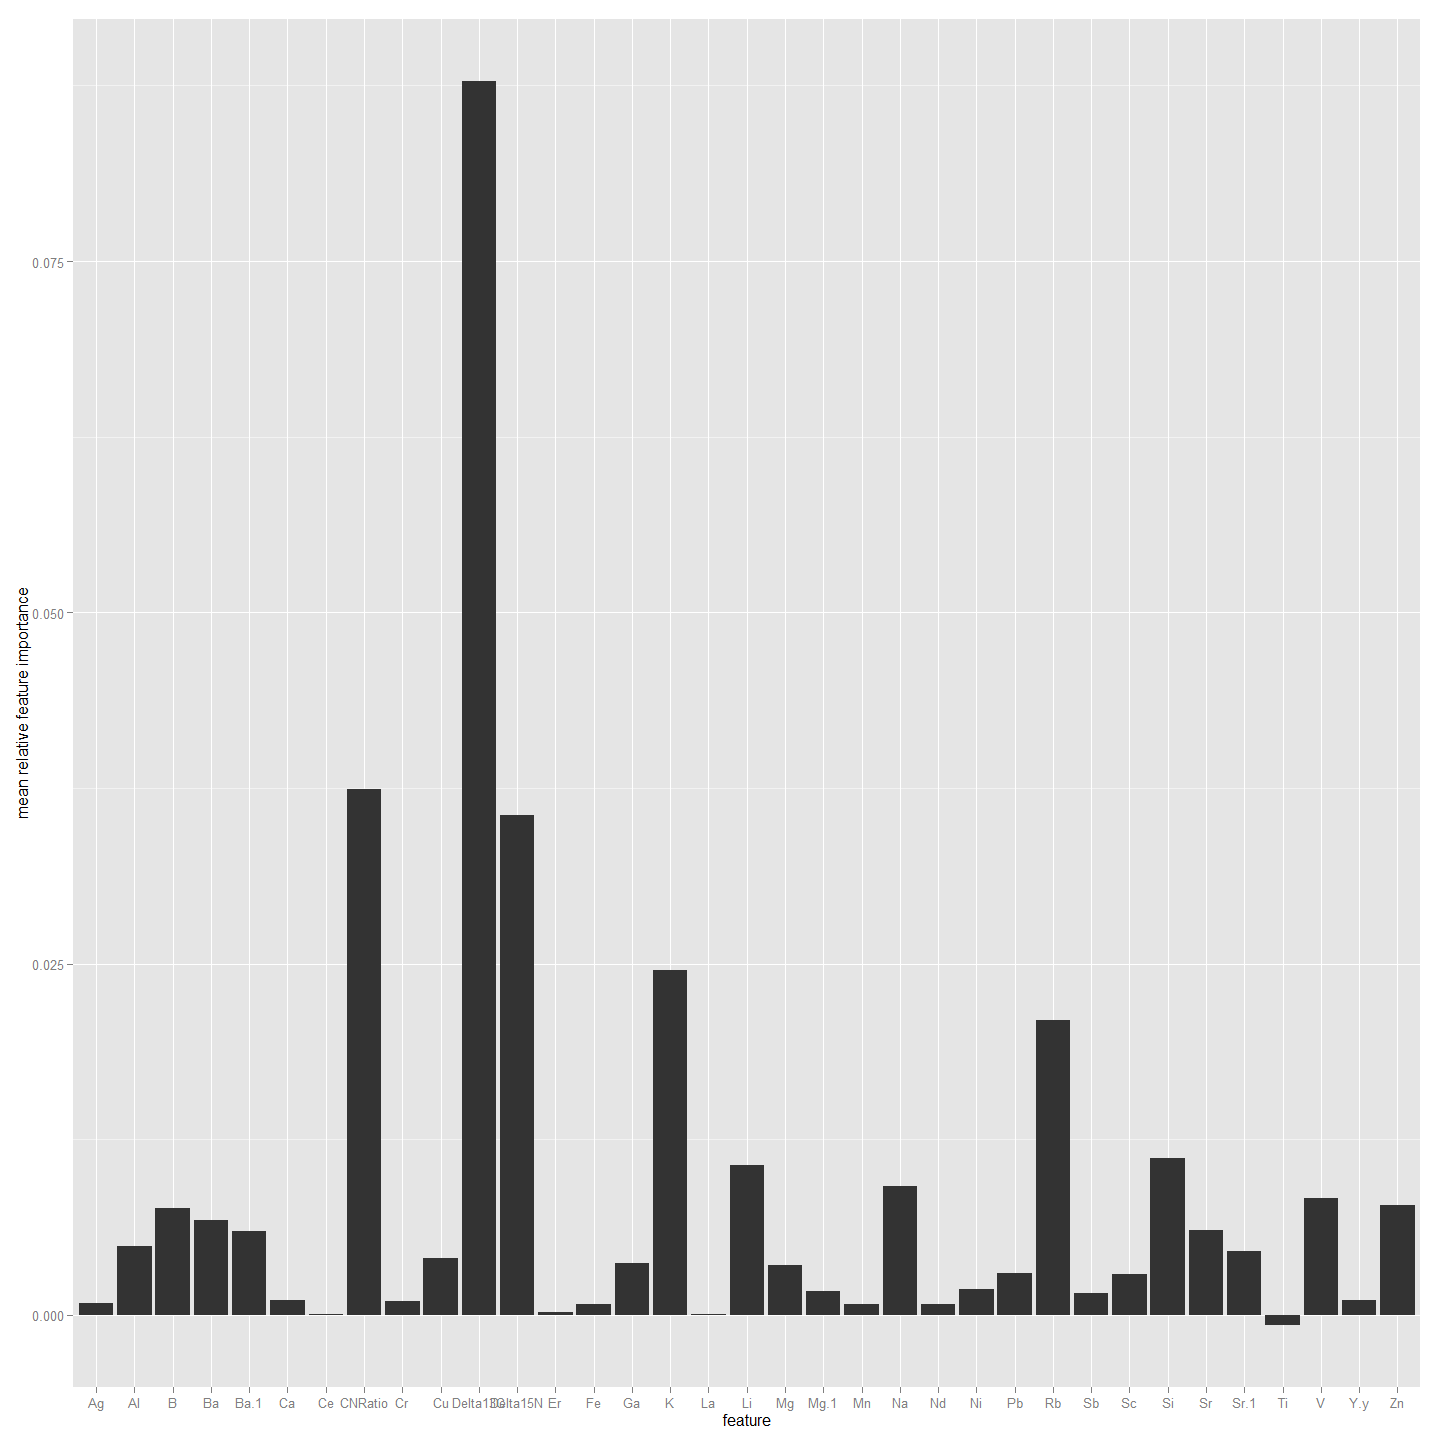 mean relative feature importance
0.075
0.050
0.025
0.000
Ag Al B Ba Ba.1 Ca Ce CNRatio Cr Cu Delta13C Delta15N Er Fe Ga K La Li Mg Mg.1 Mn Na Nd Ni Pb Rb Sb Sc Si Sr Sr.1 Ti V Y.y Zn
feature